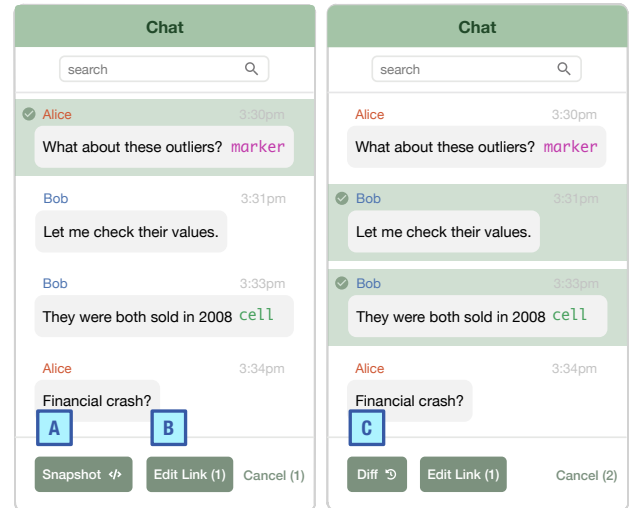 Chat
search
Alice 3:30pm
What about these outliers? marker
Bob 3:31pm
Let me check their values.
Bob 3:33pm
They were both sold in 2008 cell
Alice 3:34pm
Financial crash?
A B
Snapshot </> Edit Link (1) Cancel (1)
Chat
search
Alice 3:30pm
What about these outliers? marker
Bob 3:31pm
Let me check their values.
Bob 3:33pm
They were both sold in 2008 cell
Alice 3:34pm
Financial crash?
C
Diff Edit Link (1) Cancel (2)